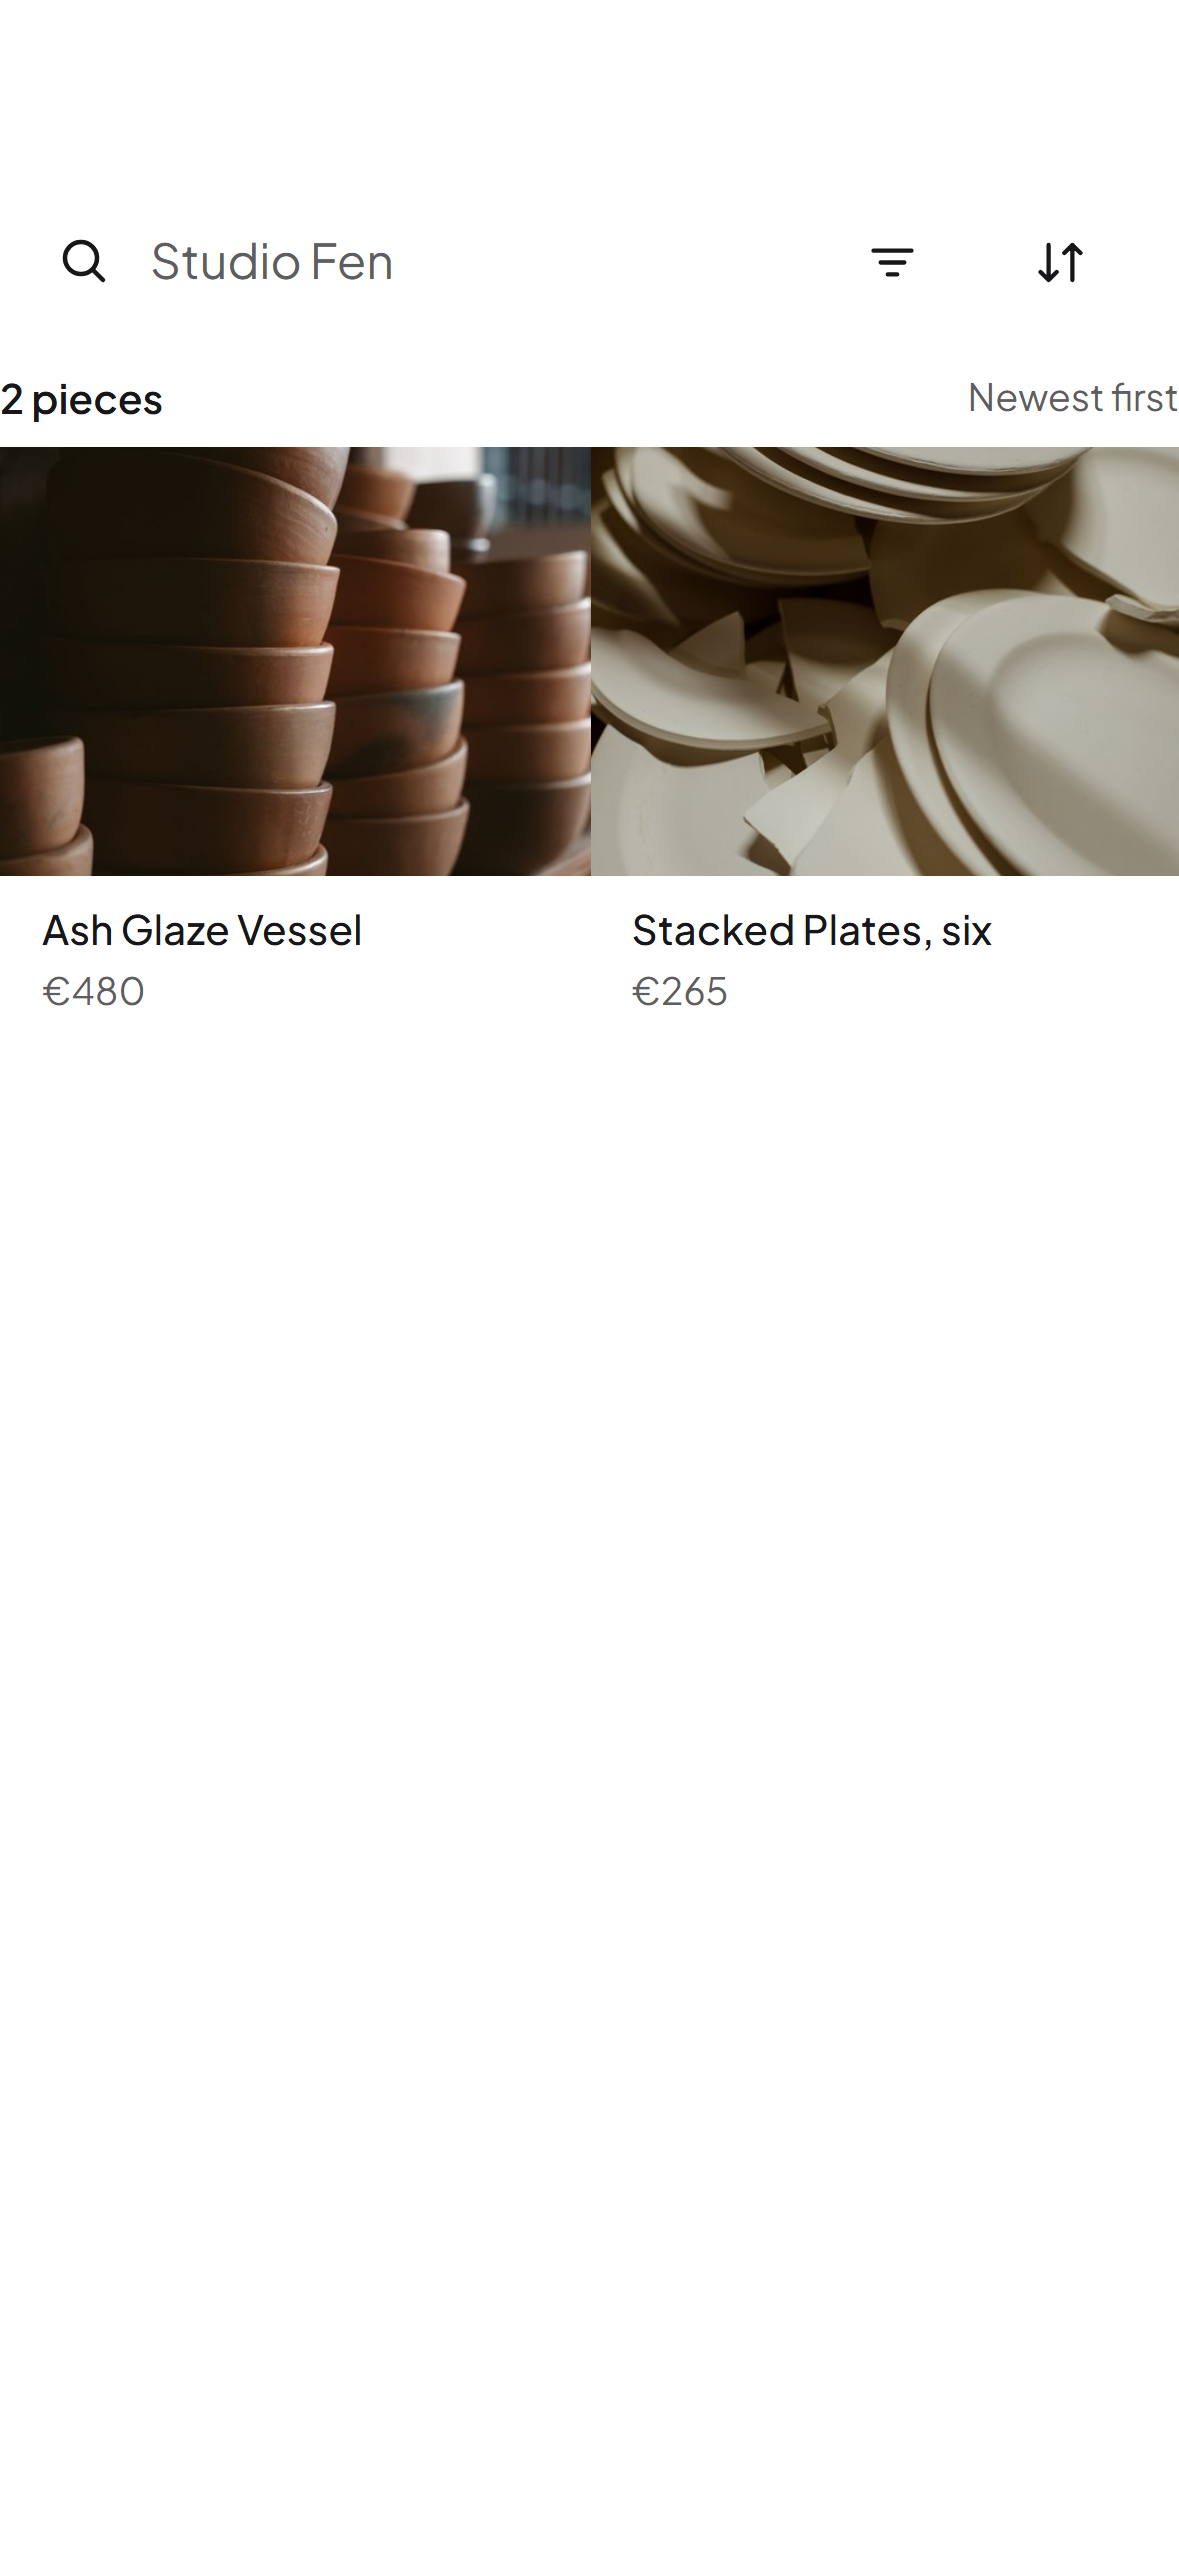 Studio Fen
2 pieces
Newest first
Ash Glaze Vessel
Stacked Plates, six
€480
€265